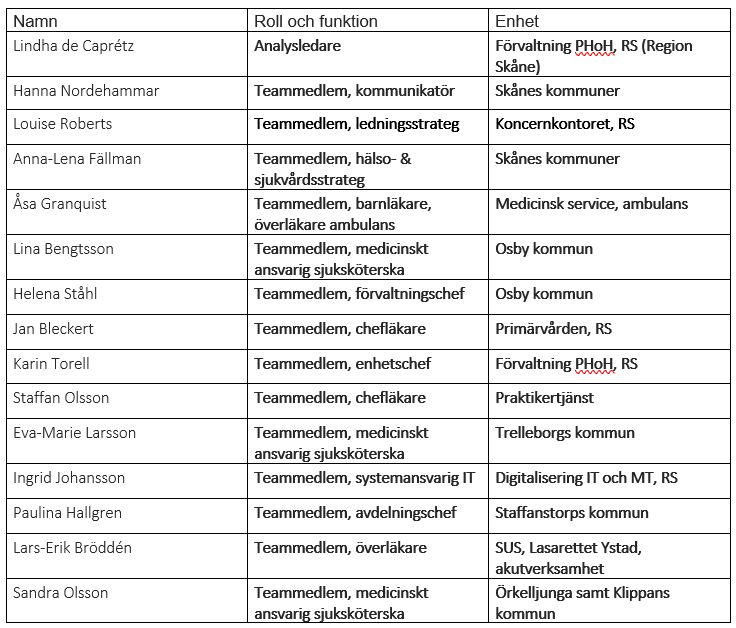 Namn Roll och funktion Enhet
Lindha de Caprétz Analysledare Förvaltning PHoH, RS (Region
Skåne)
Hanna Nordehammar Teammedlem, kommunikatör Skånes kommuner
Louise Roberts Teammedlem, ledningsstrateg Koncernkontoret, RS
Anna-Lena Fällman Teammedlem, hälso- & Skånes kommuner
sjukvårdsstrateg
Åsa Granquist Teammedlem, barnläkare, Medicinsk service, ambulans
överläkare ambulans
Lina Bengtsson Teammedlem, medicinskt Osby kommun
ansvarig sjuksköterska
Helena Ståhl Teammedlem, förvaltningschef Osby kommun
Jan Bleckert Teammedlem, chefläkare Primärvården, RS
Karin Torell Teammedlem, enhetschef Förvaltning PHoH, RS
Staffan Olsson Teammedlem, chefläkare Praktikertjänst
Eva-Marie Larsson Teammedlem, medicinskt Trelleborgs kommun
ansvarig sjuksköterska
Ingrid Johansson Teammedlem, systemansvarig IT Digitalisering IT och MT, RS
Paulina Hallgren Teammedlem, avdelningschef Staffanstorps kommun
Lars-Erik Bröddén Teammedlem, överläkare SUS, Lasarettet Ystad,
akutverksamhet
Sandra Olsson Teammedlem, medicinskt Örkelljunga samt Klippans
ansvarig sjuksköterska kommun